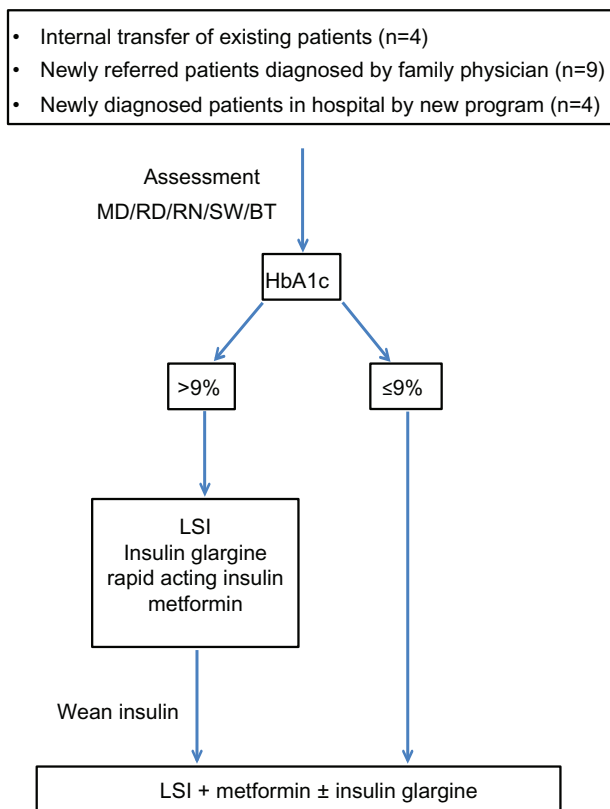 • Internal transfer of existing patients (n=4)
• Newly referred patients diagnosed by family physician (n=9)
• Newly diagnosed patients in hospital by new program (n=4)
Assessment
MD/RD/RN/SW/BT
HbA1c
>9%
≤9%
LSI
Insulin glargine
rapid acting insulin
metformin
Wean insulin
LSI + metformin ± insulin glargine